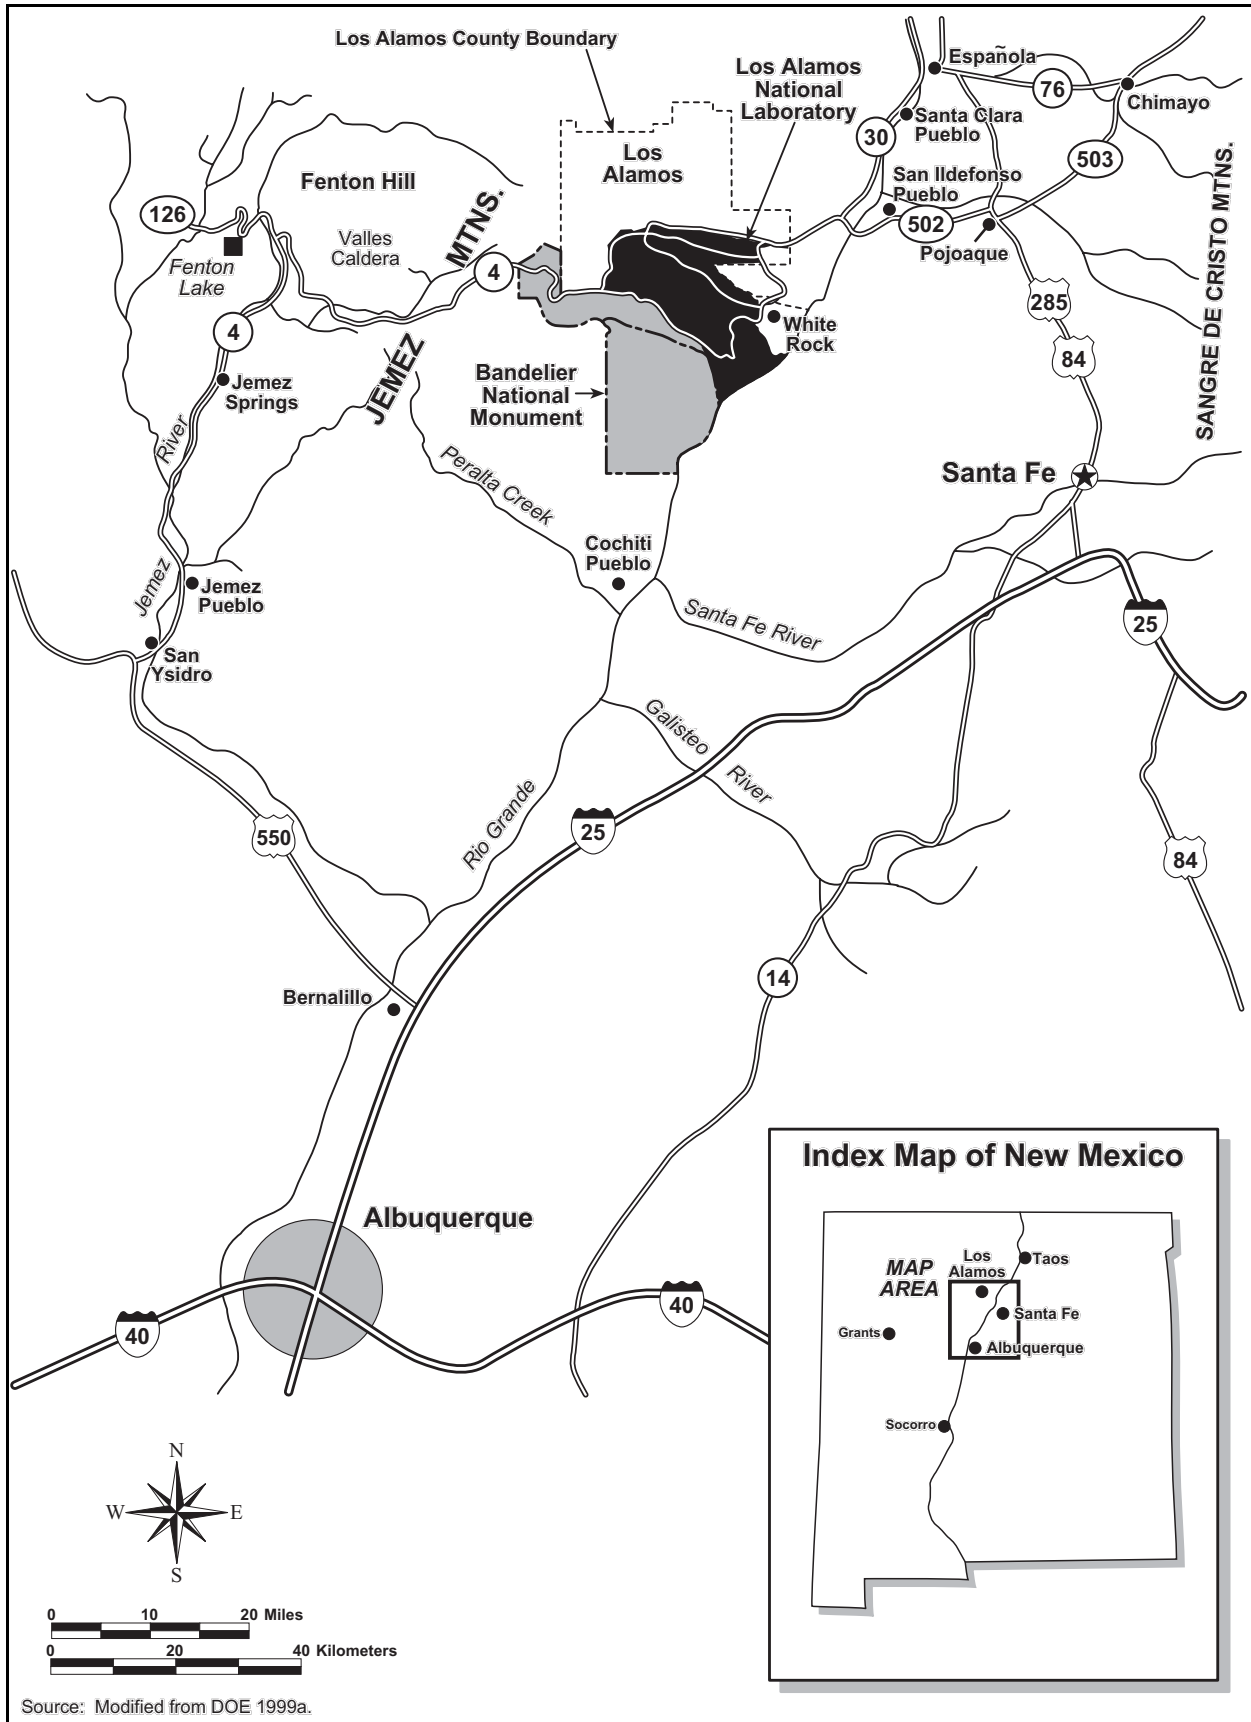 Los Alamos County Boundary
Los Alamos
National
Laboratory
Española
76
Chimayo
Santa Clara
Pueblo
30
503
Los
Alamos
San Ildefonso
Pueblo
502
Pojoaque
Fenton Hill
126
MTNS.
Valles
Caldera
Fenton
Lake
4
4
285
84
SANGRE DE CRISTO MTNS.
White
Rock
JEMEZ
Jemez
Springs
Bandelier
National
Monument
River
Peralta Creek
Santa Fe
Cochiti
Pueblo
Jemez
Jemez
Pueblo
Santa Fe River
25
San
Ysidro
Galisteo
River
Rio Grande
25
550
84
14
Bernalillo
Albuquerque
40
40
Index Map of New Mexico
MAP
AREA
Los
Alamos
Taos
Santa Fe
Grants
Albuquerque
Socorro
N
W
E
S
0 10 20 Miles
0 20 40 Kilometers
Source: Modified from DOE 1999a.